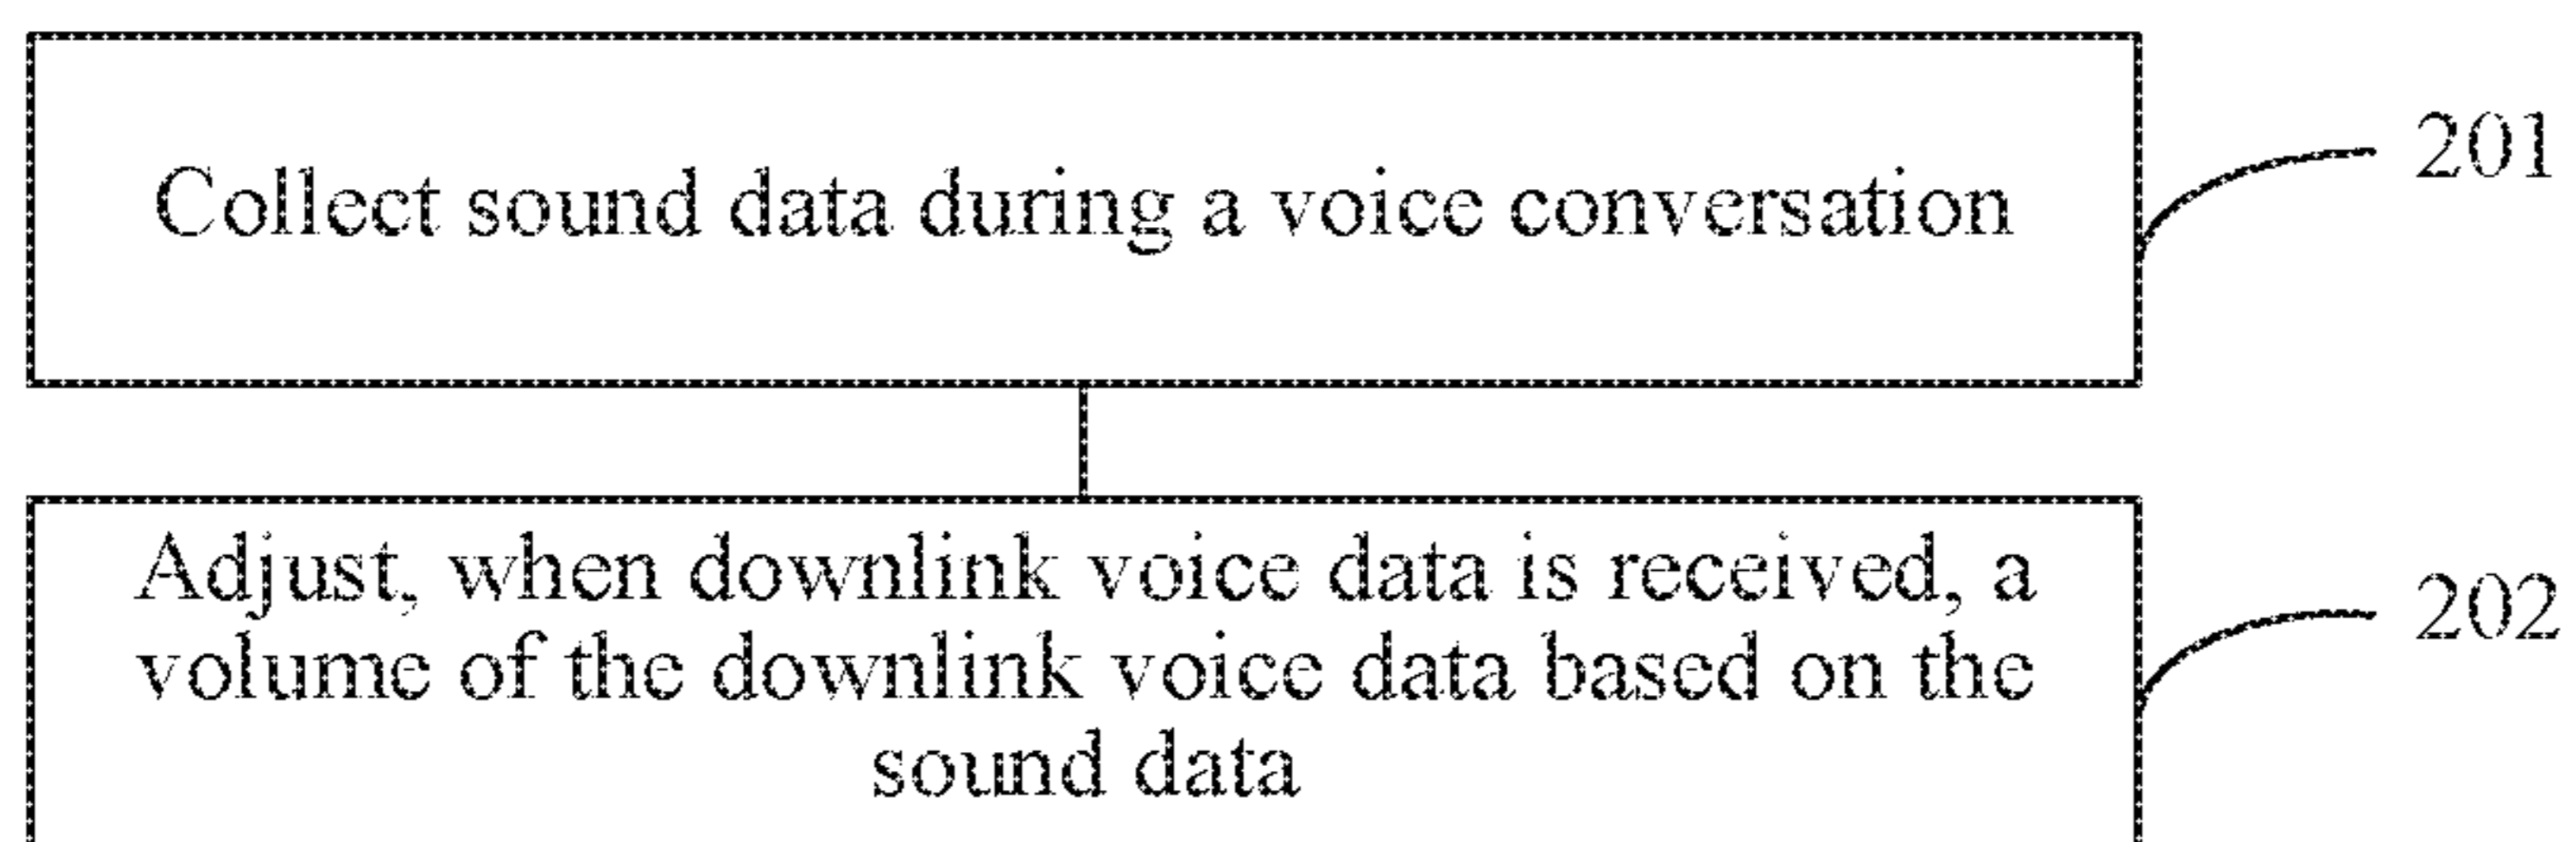 Collect sound data during a voice conversation
201
Adjust, when downlink voice data is received, a
volume of the downlink voice data based on the
sound data
202